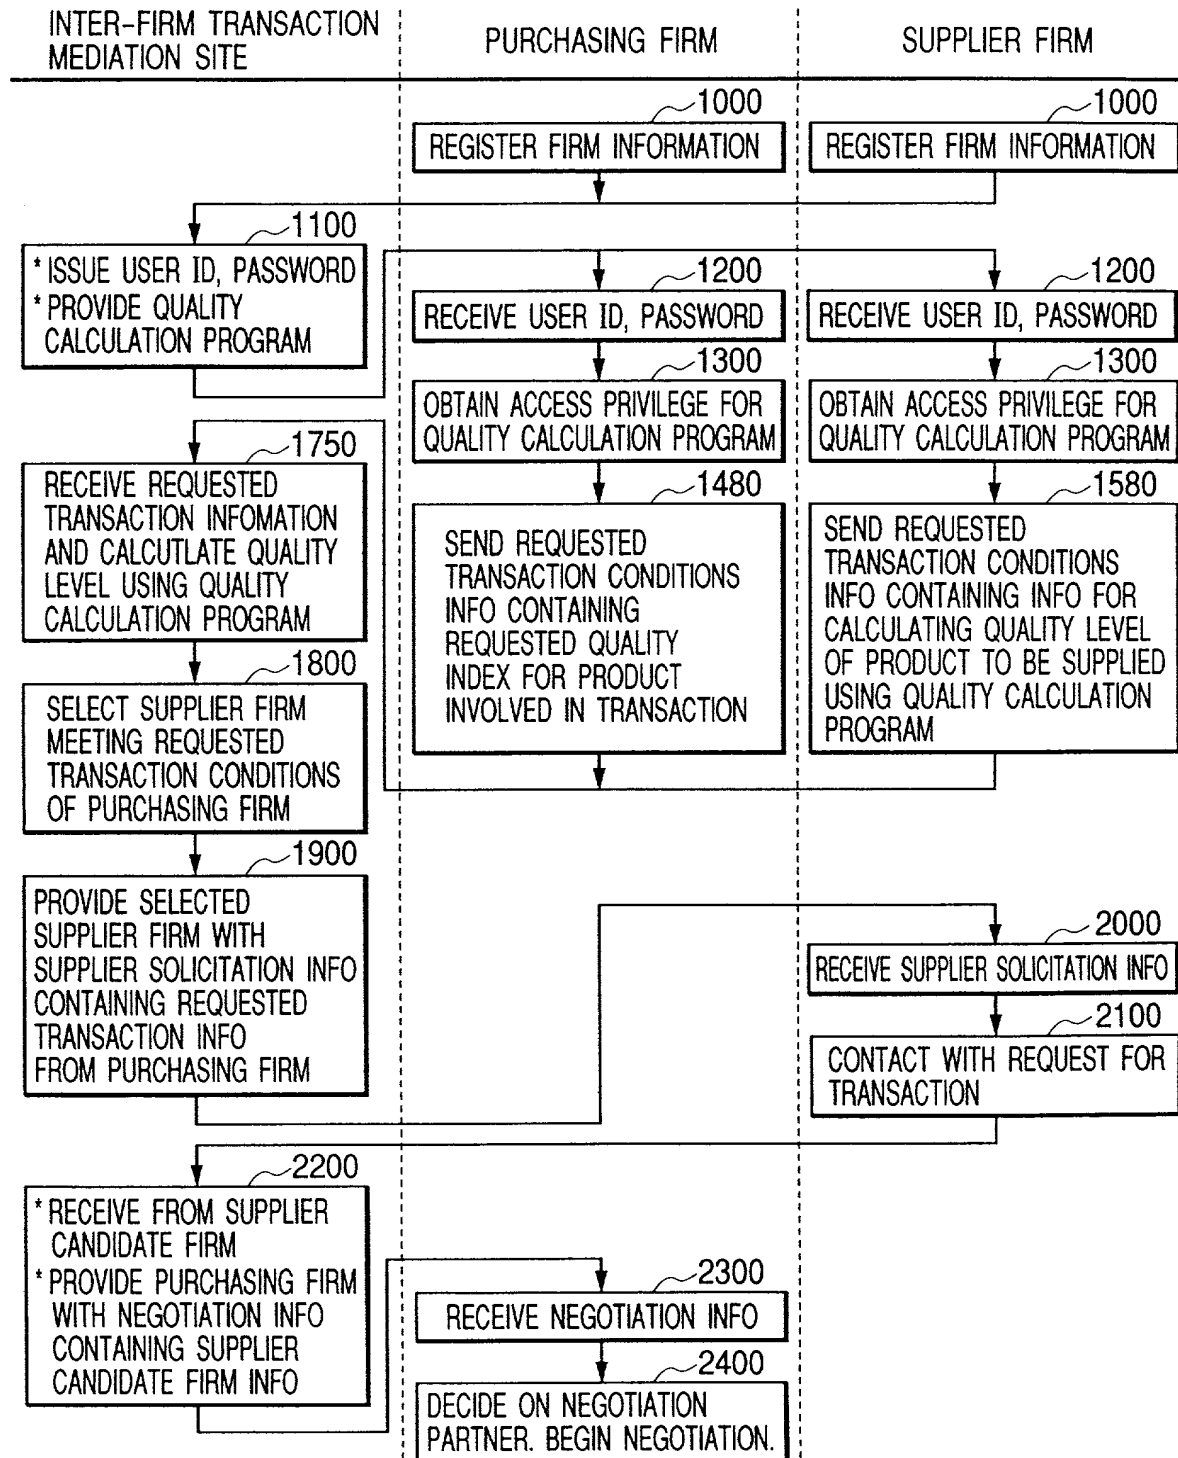 INTER-FIRM TRANSACTION
MEDIATION SITE
PURCHASING FIRM
SUPPLIER FIRM
1000
REGISTER FIRM INFORMATION
1000
REGISTER FIRM INFORMATION
1100
* ISSUE USER ID, PASSWORD
* PROVIDE QUALITY
CALCULATION PROGRAM
1200
RECEIVE USER ID, PASSWORD
1200
RECEIVE USER ID, PASSWORD
1300
OBTAIN ACCESS PRIVILEGE FOR
QUALITY CALCULATION PROGRAM
1300
OBTAIN ACCESS PRIVILEGE FOR
QUALITY CALCULATION PROGRAM
1750
RECEIVE REQUESTED
TRANSACTION INFOMATION
AND CALCUTLATE QUALITY
LEVEL USING QUALITY
CALCULATION PROGRAM
1480
SEND REQUESTED
TRANSACTION CONDITIONS
INFO CONTAINING
REQUESTED QUALITY
INDEX FOR PRODUCT
INVOLVED IN TRANSACTION
1580
SEND REQUESTED
TRANSACTION CONDITIONS
INFO CONTAINING INFO FOR
CALCULATING QUALITY LEVEL
OF PRODUCT TO BE SUPPLIED
USING QUALITY CALCULATION
PROGRAM
1800
SELECT SUPPLIER FIRM
MEETING REQUESTED
TRANSACTION CONDITIONS
OF PURCHASING FIRM
1900
PROVIDE SELECTED
SUPPLIER FIRM WITH
SUPPLIER SOLICITATION INFO
CONTAINING REQUESTED
TRANSACTION INFO
FROM PURCHASING FIRM
2000
RECEIVE SUPPLIER SOLICITATION INFO
2100
CONTACT WITH REQUEST FOR
TRANSACTION
2200
* RECEIVE FROM SUPPLIER
CANDIDATE FIRM
* PROVIDE PURCHASING FIRM
WITH NEGOTIATION INFO
CONTAINING SUPPLIER
CANDIDATE FIRM INFO
2300
RECEIVE NEGOTIATION INFO
2400
DECIDE ON NEGOTIATION
PARTNER. BEGIN NEGOTIATION.